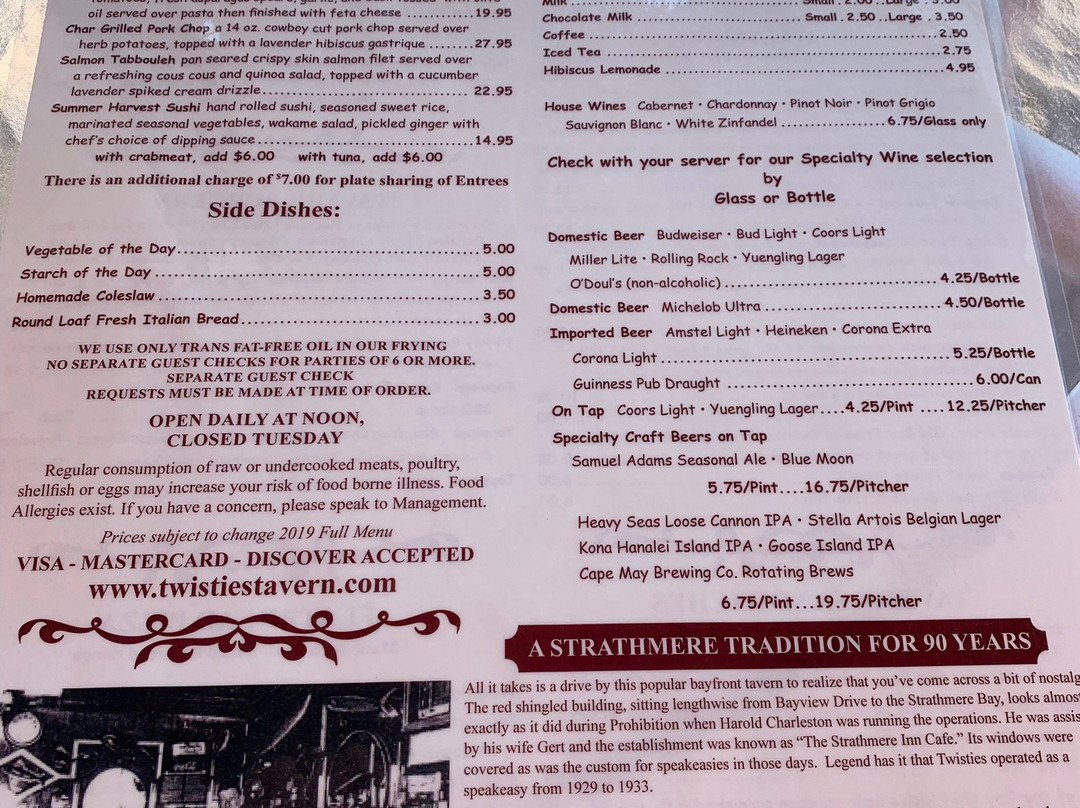 oil served over pasta then finished with feta cheese ............19.95
Char Grilled Pork Chop a 14 oz. cowboy cut pork chop served over
herb potatoes, topped with a lavender hibiscus gastrique ........27.95
Salmon Tabbouleh pan seared crispy skin salmon filet served over
a refreshing cous cous and quinoa salad, topped with a cucumber
lavender spiked cream drizzle.................................. 22.95
Summer Harvest Sushi hand rolled sushi, seasoned sweet rice,
marinated seasonal vegetables, wakame salad, pickled ginger with
chef's choice of dipping sauce...................................14.95
with crabmeat, add $6.00 with tuna, add $6.00
There is an additional charge of $7.00 for plate sharing of Entrees
Side Dishes:
Vegetable of the Day.................................................. 5.00
Starch of the Day ..................................................... 5.00
Homemade Coleslaw .................................................... 3.50
Round Loaf Fresh Italian Bread....................................... 3.00
WE USE ONLY TRANS FAT-FREE OIL IN OUR FRYING
NO SEPARATE GUEST CHECKS FOR PARTIES OF 6 OR MORE.
SEPARATE GUEST CHECK
REQUESTS MUST BE MADE AT TIME OF ORDER.
OPEN DAILY AT NOON,
CLOSED TUESDAY
Regular consumption of raw or undercooked meats, poultry,
shellfish or eggs may increase your risk of food borne illness. Food
Allergies exist. If you have a concern, please speak to Management.
Prices subject to change 2019 Full Menu
VISA - MASTERCARD - DISCOVER ACCEPTED
www.twistiestavern.com
Milk ........ Small . 2.00 ..Large . 3.00
Chocolate Milk ........ Small . 2.50 ..Large . 3.50
Coffee ........ 2.50
Iced Tea ........ 2.75
Hibiscus Lemonade ........ 4.95
House Wines Cabernet • Chardonnay • Pinot Noir • Pinot Grigio
Sauvignon Blanc • White Zinfandel .................. 6.75/Glass only
Check with your server for our Specialty Wine selection
by
Glass or Bottle
Domestic Beer Budweiser • Bud Light • Coors Light
Miller Lite • Rolling Rock • Yuengling Lager
O'Doul's (non-alcoholic) ........ 4.25/Bottle
Domestic Beer Michelob Ultra ........ 4.50/Bottle
Imported Beer Amstel Light • Heineken • Corona Extra
Corona Light ........ 5.25/Bottle
Guinness Pub Draught ........ 6.00/Can
On Tap Coors Light • Yuengling Lager....4.25/Pint ....12.25/Pitcher
Specialty Craft Beers on Tap
Samuel Adams Seasonal Ale • Blue Moon
5.75/Pint....16.75/Pitcher
Heavy Seas Loose Cannon IPA • Stella Artois Belgian Lager
Kona Hanalei Island IPA • Goose Island IPA
Cape May Brewing Co. Rotating Brews
6.75/Pint...19.75/Pitcher
A STRATHMERE TRADITION FOR 90 YEARS
All it takes is a drive by this popular bayfront tavern to realize that you've come across a bit of nostalg
The red shingled building, sitting lengthwise from Bayview Drive to the Strathmere Bay, looks almost
exactly as it did during Prohibition when Harold Charleston was running the operations. He was assis
by his wife Gert and the establishment was known as "The Strathmere Inn Cafe." Its windows were
covered as was the custom for speakeasies in those days. Legend has it that Twisties operated as a
speakeasy from 1929 to 1933.